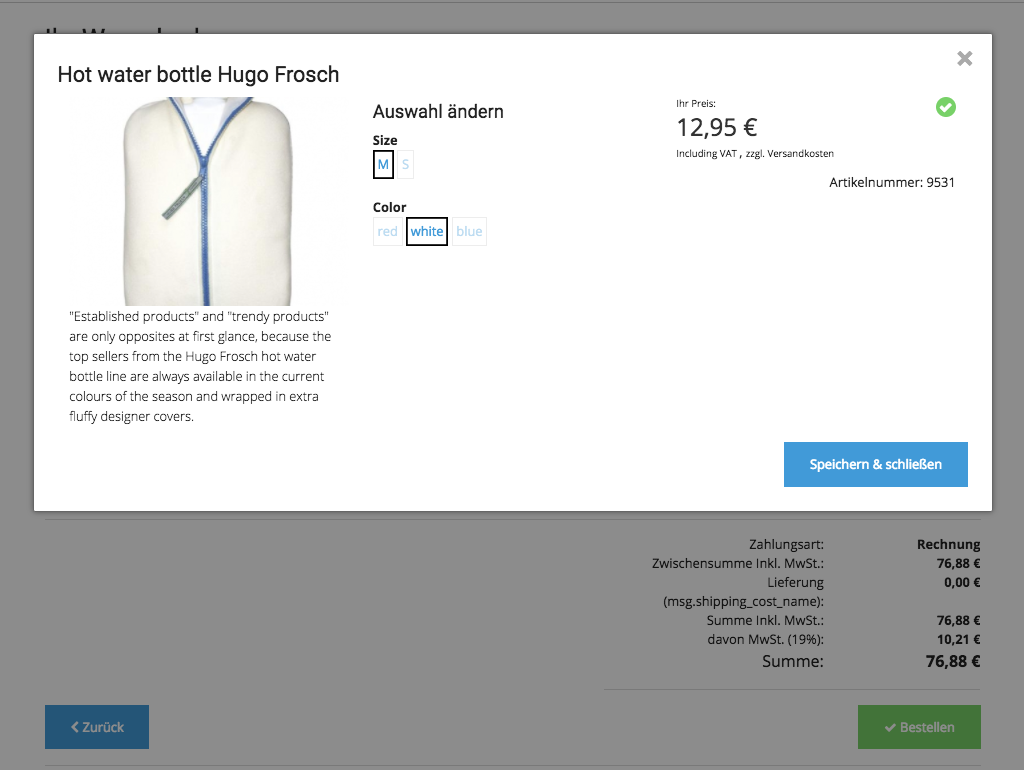 Hot water bottle Hugo Frosch
Auswahl ändern
Size
M S
Color
red white blue
Ihr Preis:
12,95 €
Including VAT , zzgl. Versandkosten
Artikelnummer: 9531
"Established products" and "trendy products"
are only opposites at first glance, because the
top sellers from the Hugo Frosch hot water
bottle line are always available in the current
colours of the season and wrapped in extra
fluffy designer covers.
Speichern & schließen
Zahlungsart: Rechnung
Zwischensumme Inkl. MwSt.: 76,88 €
Lieferung 0,00 €
(msg.shipping_cost_name):
Summe Inkl. MwSt.: 76,88 €
davon MwSt. (19%): 10,21 €
Summe: 76,88 €
Zurück
Bestellen